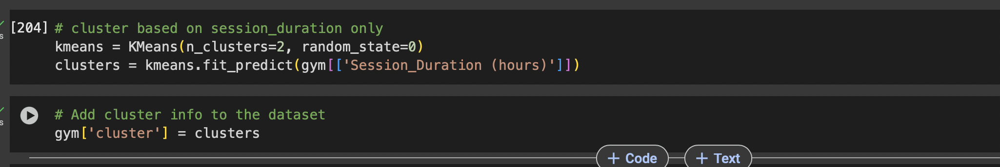 [204] # cluster based on session_duration only
kmeans = KMeans(n_clusters=2, random_state=0)
clusters = kmeans.fit_predict(gym[['Session_Duration (hours)']])
s
# Add cluster info to the dataset
gym['cluster'] = clusters
s
+ Code + Text